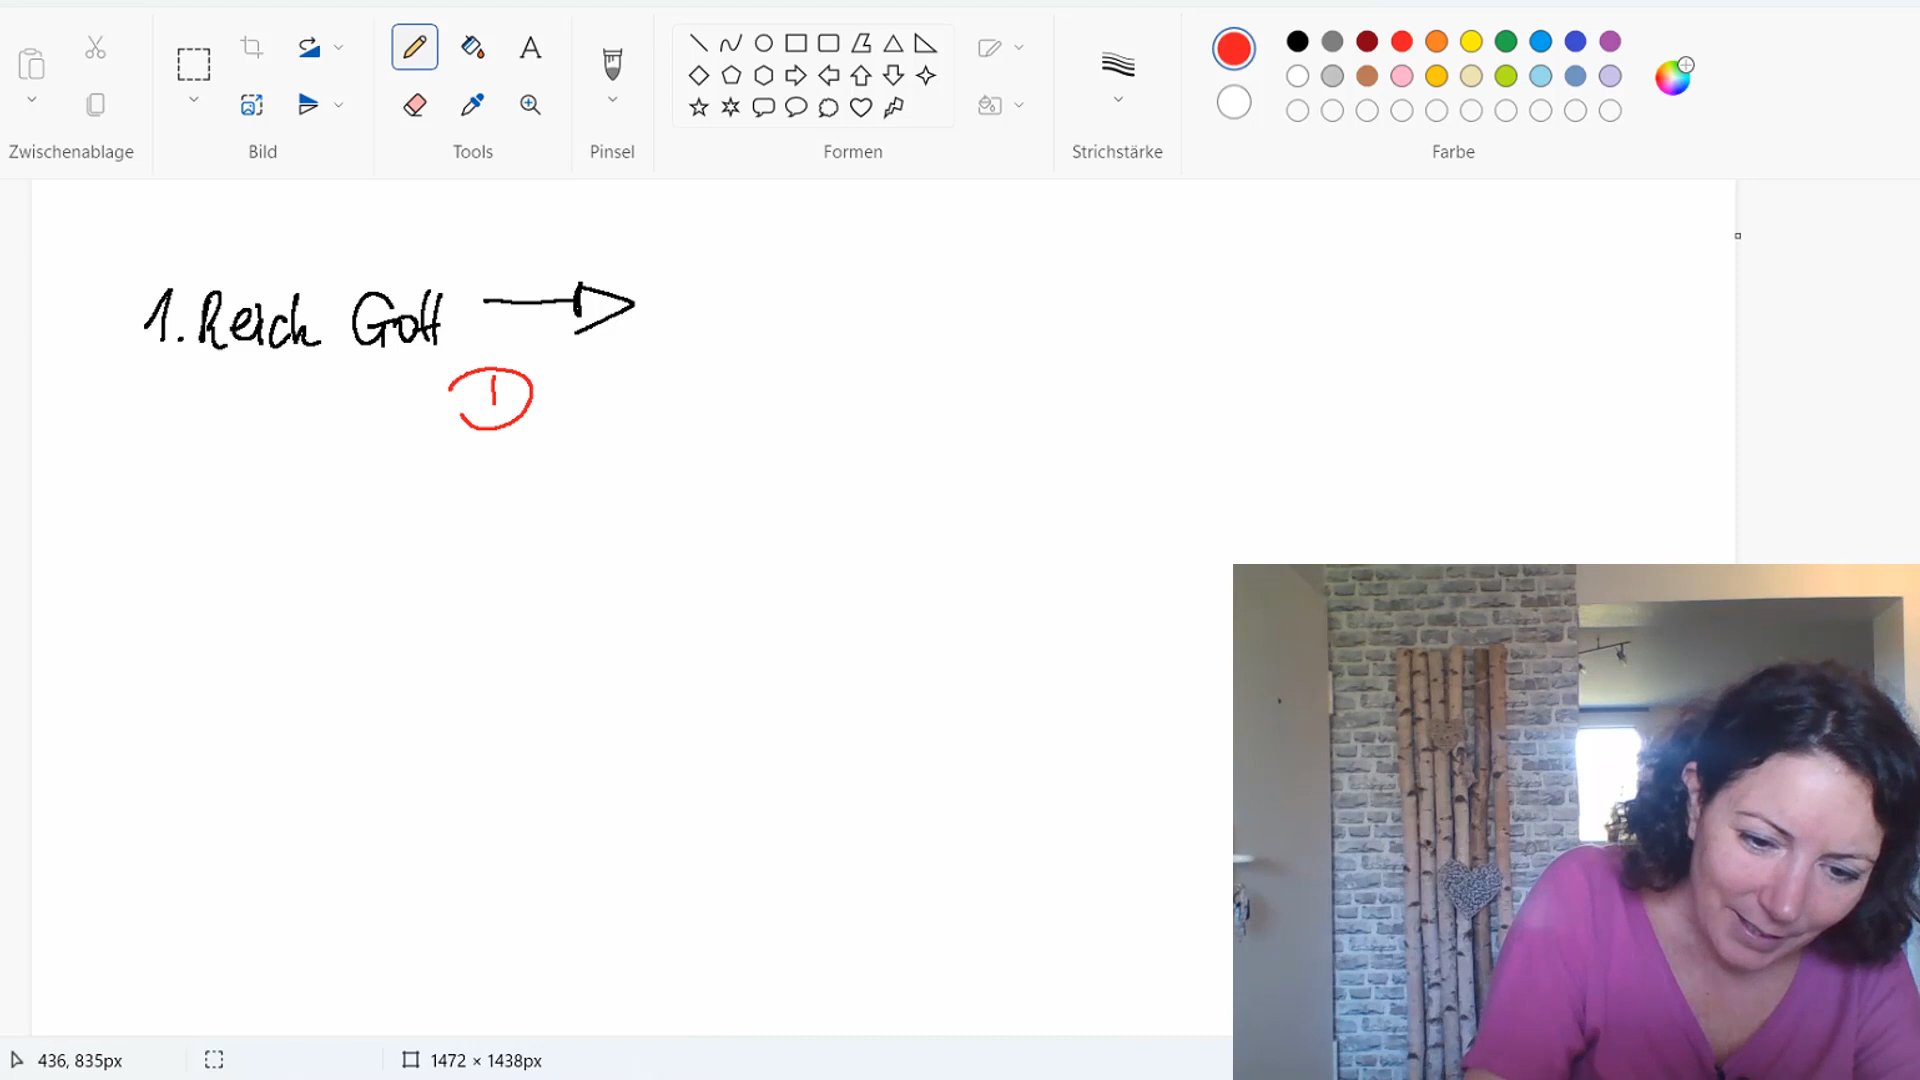 Zwischenablage
Bild
Tools
Pinsel
Formen
Strichstärke
Farbe
1. Reich Gott
1
436, 835px
1472 × 1438px